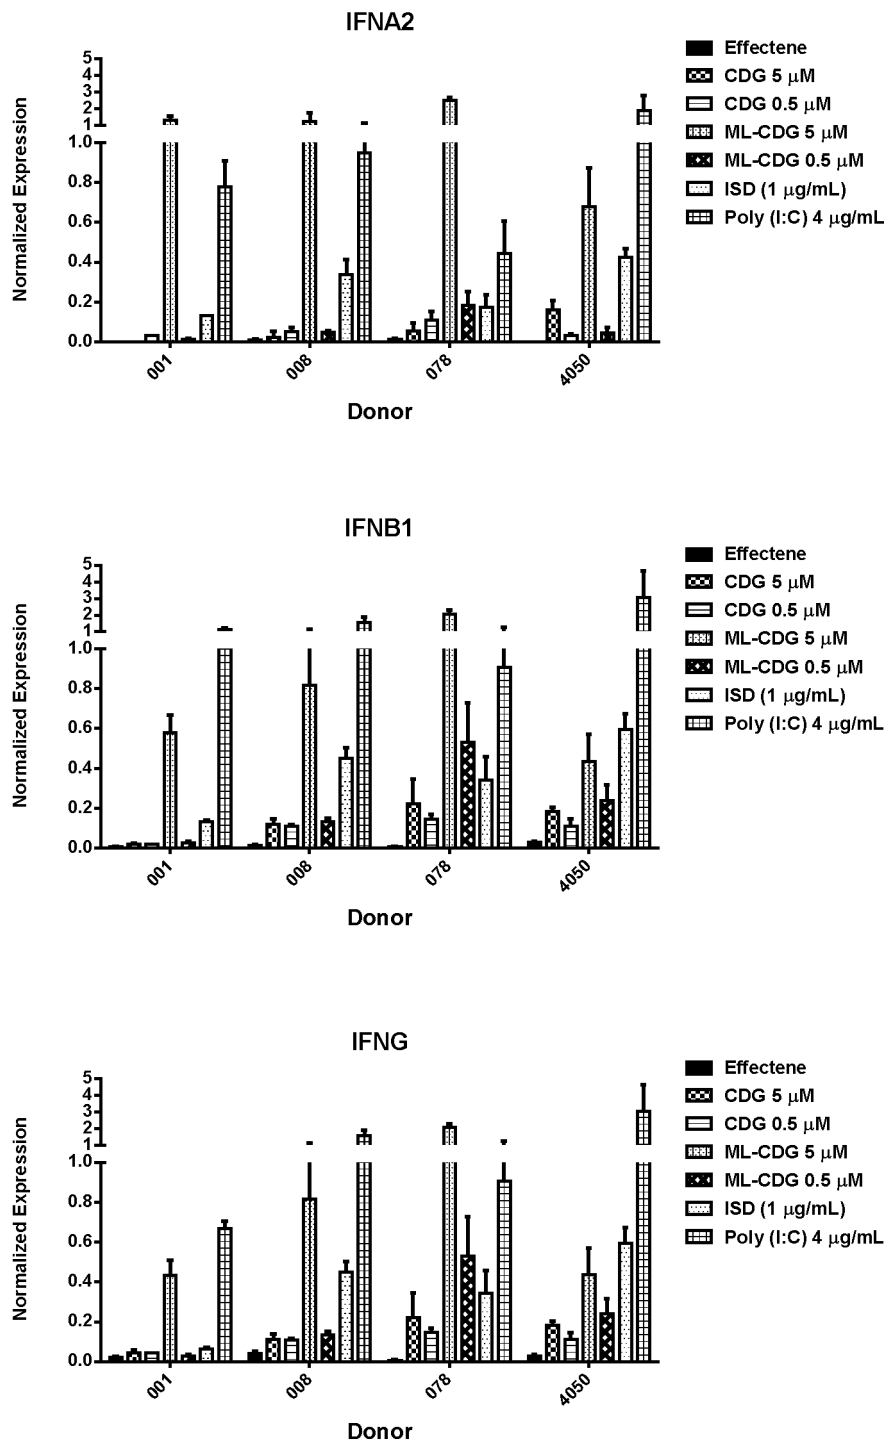 IFNA2
Normalized Expression
5
4
3
2
1
1.0
0.8
0.6
0.4
0.2
0.0
001
008
078
4050
Donor
Effectene
CDG 5 μM
CDG 0.5 μM
ML-CDG 5 μM
ML-CDG 0.5 μM
ISD (1 μg/mL)
Poly (I:C) 4 μg/mL
IFNB1
Normalized Expression
5
4
3
2
1
1.0
0.8
0.6
0.4
0.2
0.0
001
008
078
4050
Donor
Effectene
CDG 5 μM
CDG 0.5 μM
ML-CDG 5 μM
ML-CDG 0.5 μM
ISD (1 μg/mL)
Poly (I:C) 4 μg/mL
IFNG
Normalized Expression
5
4
3
2
1
1.0
0.8
0.6
0.4
0.2
0.0
001
008
078
4050
Donor
Effectene
CDG 5 μM
CDG 0.5 μM
ML-CDG 5 μM
ML-CDG 0.5 μM
ISD (1 μg/mL)
Poly (I:C) 4 μg/mL